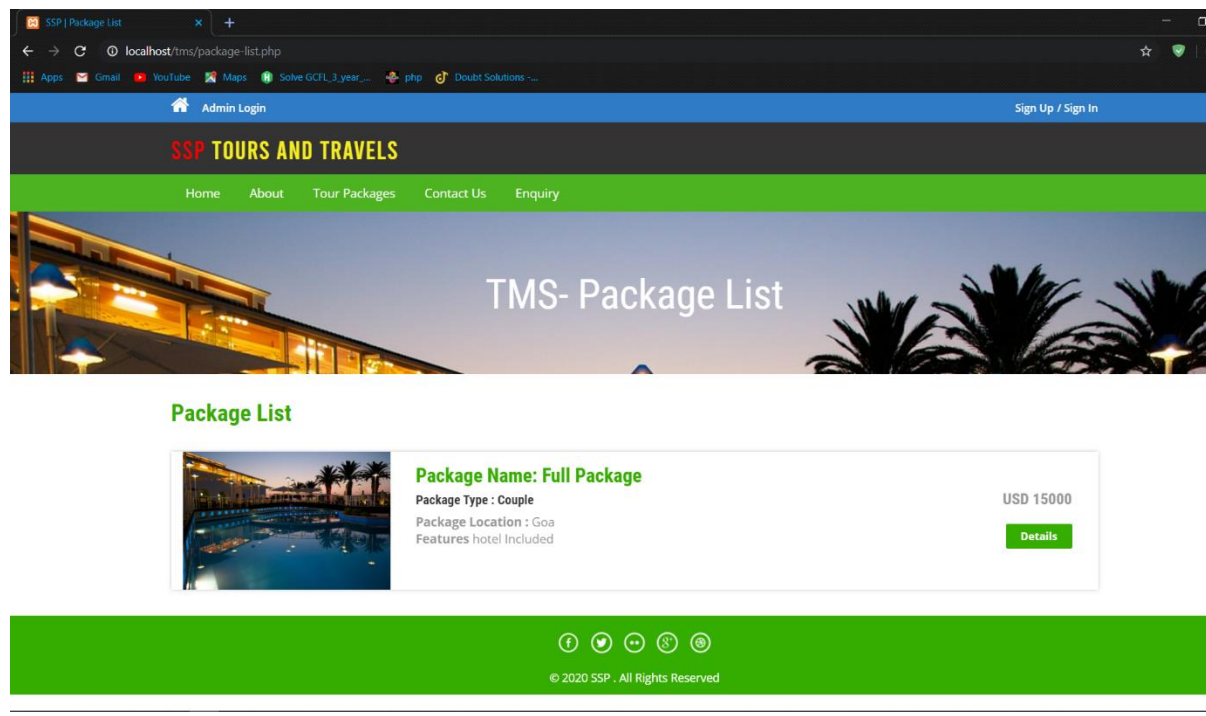 SSP | Package List
localhost/tms/package-list.php
Apps Gmail YouTube Maps Solve GCFL_3_year_... php Doubt Solutions -...
Admin Login Sign Up / Sign In
SSP TOURS AND TRAVELS
Home About Tour Packages Contact Us Enquiry
TMS- Package List
Package List
Package Name: Full Package
Package Type : Couple
USD 15000
Package Location : Goa
Features hotel Included
Details
© 2020 SSP . All Rights Reserved